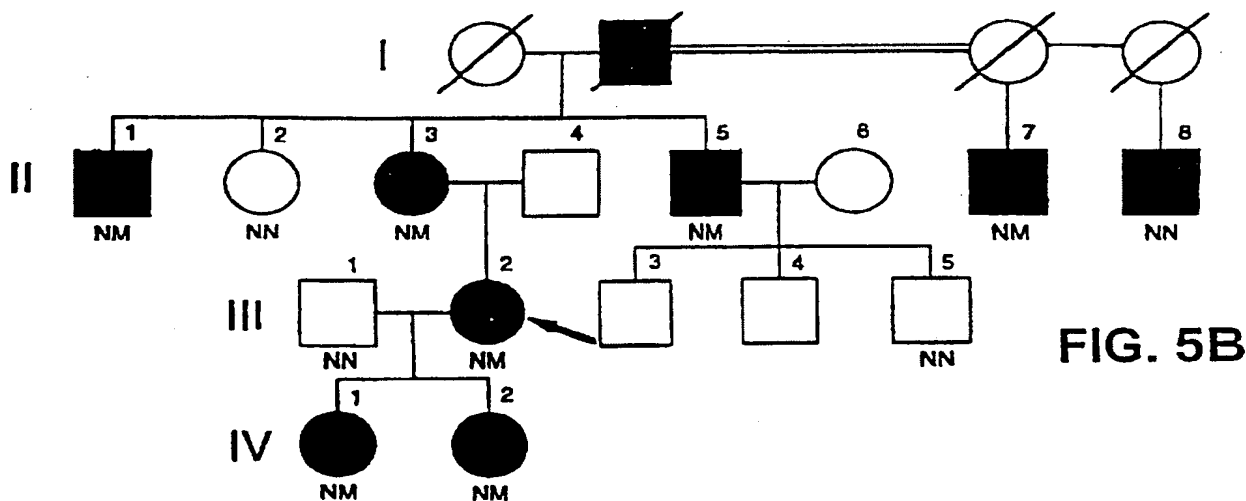 I
1 2 3 4 5 6 7 8
II
NM NN NM NM NM NN
1 2 3 4 5
III
NN NM NN
FIG. 5B
1 2
IV
NM NM